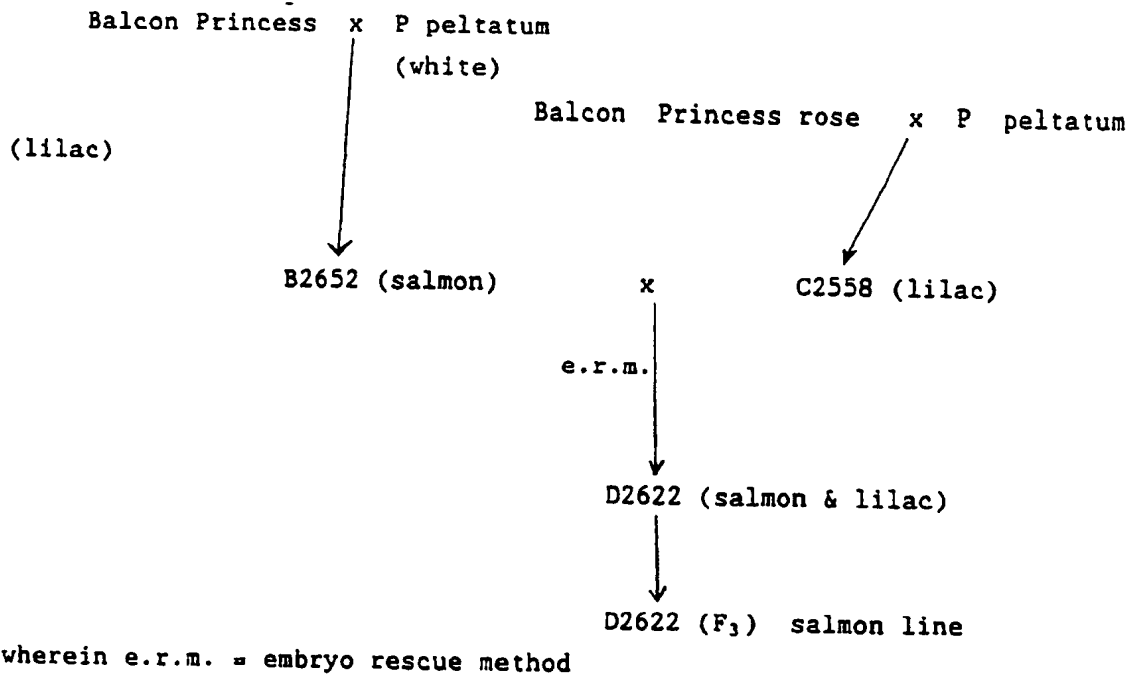 Balcon Princess x P peltatum
(white)
Balcon Princess rose x P peltatum
(lilac)
B2652 (salmon) x C2558 (lilac)
e.r.m.
D2622 (salmon & lilac)
D2622 (F₃) salmon line
wherein e.r.m. = embryo rescue method